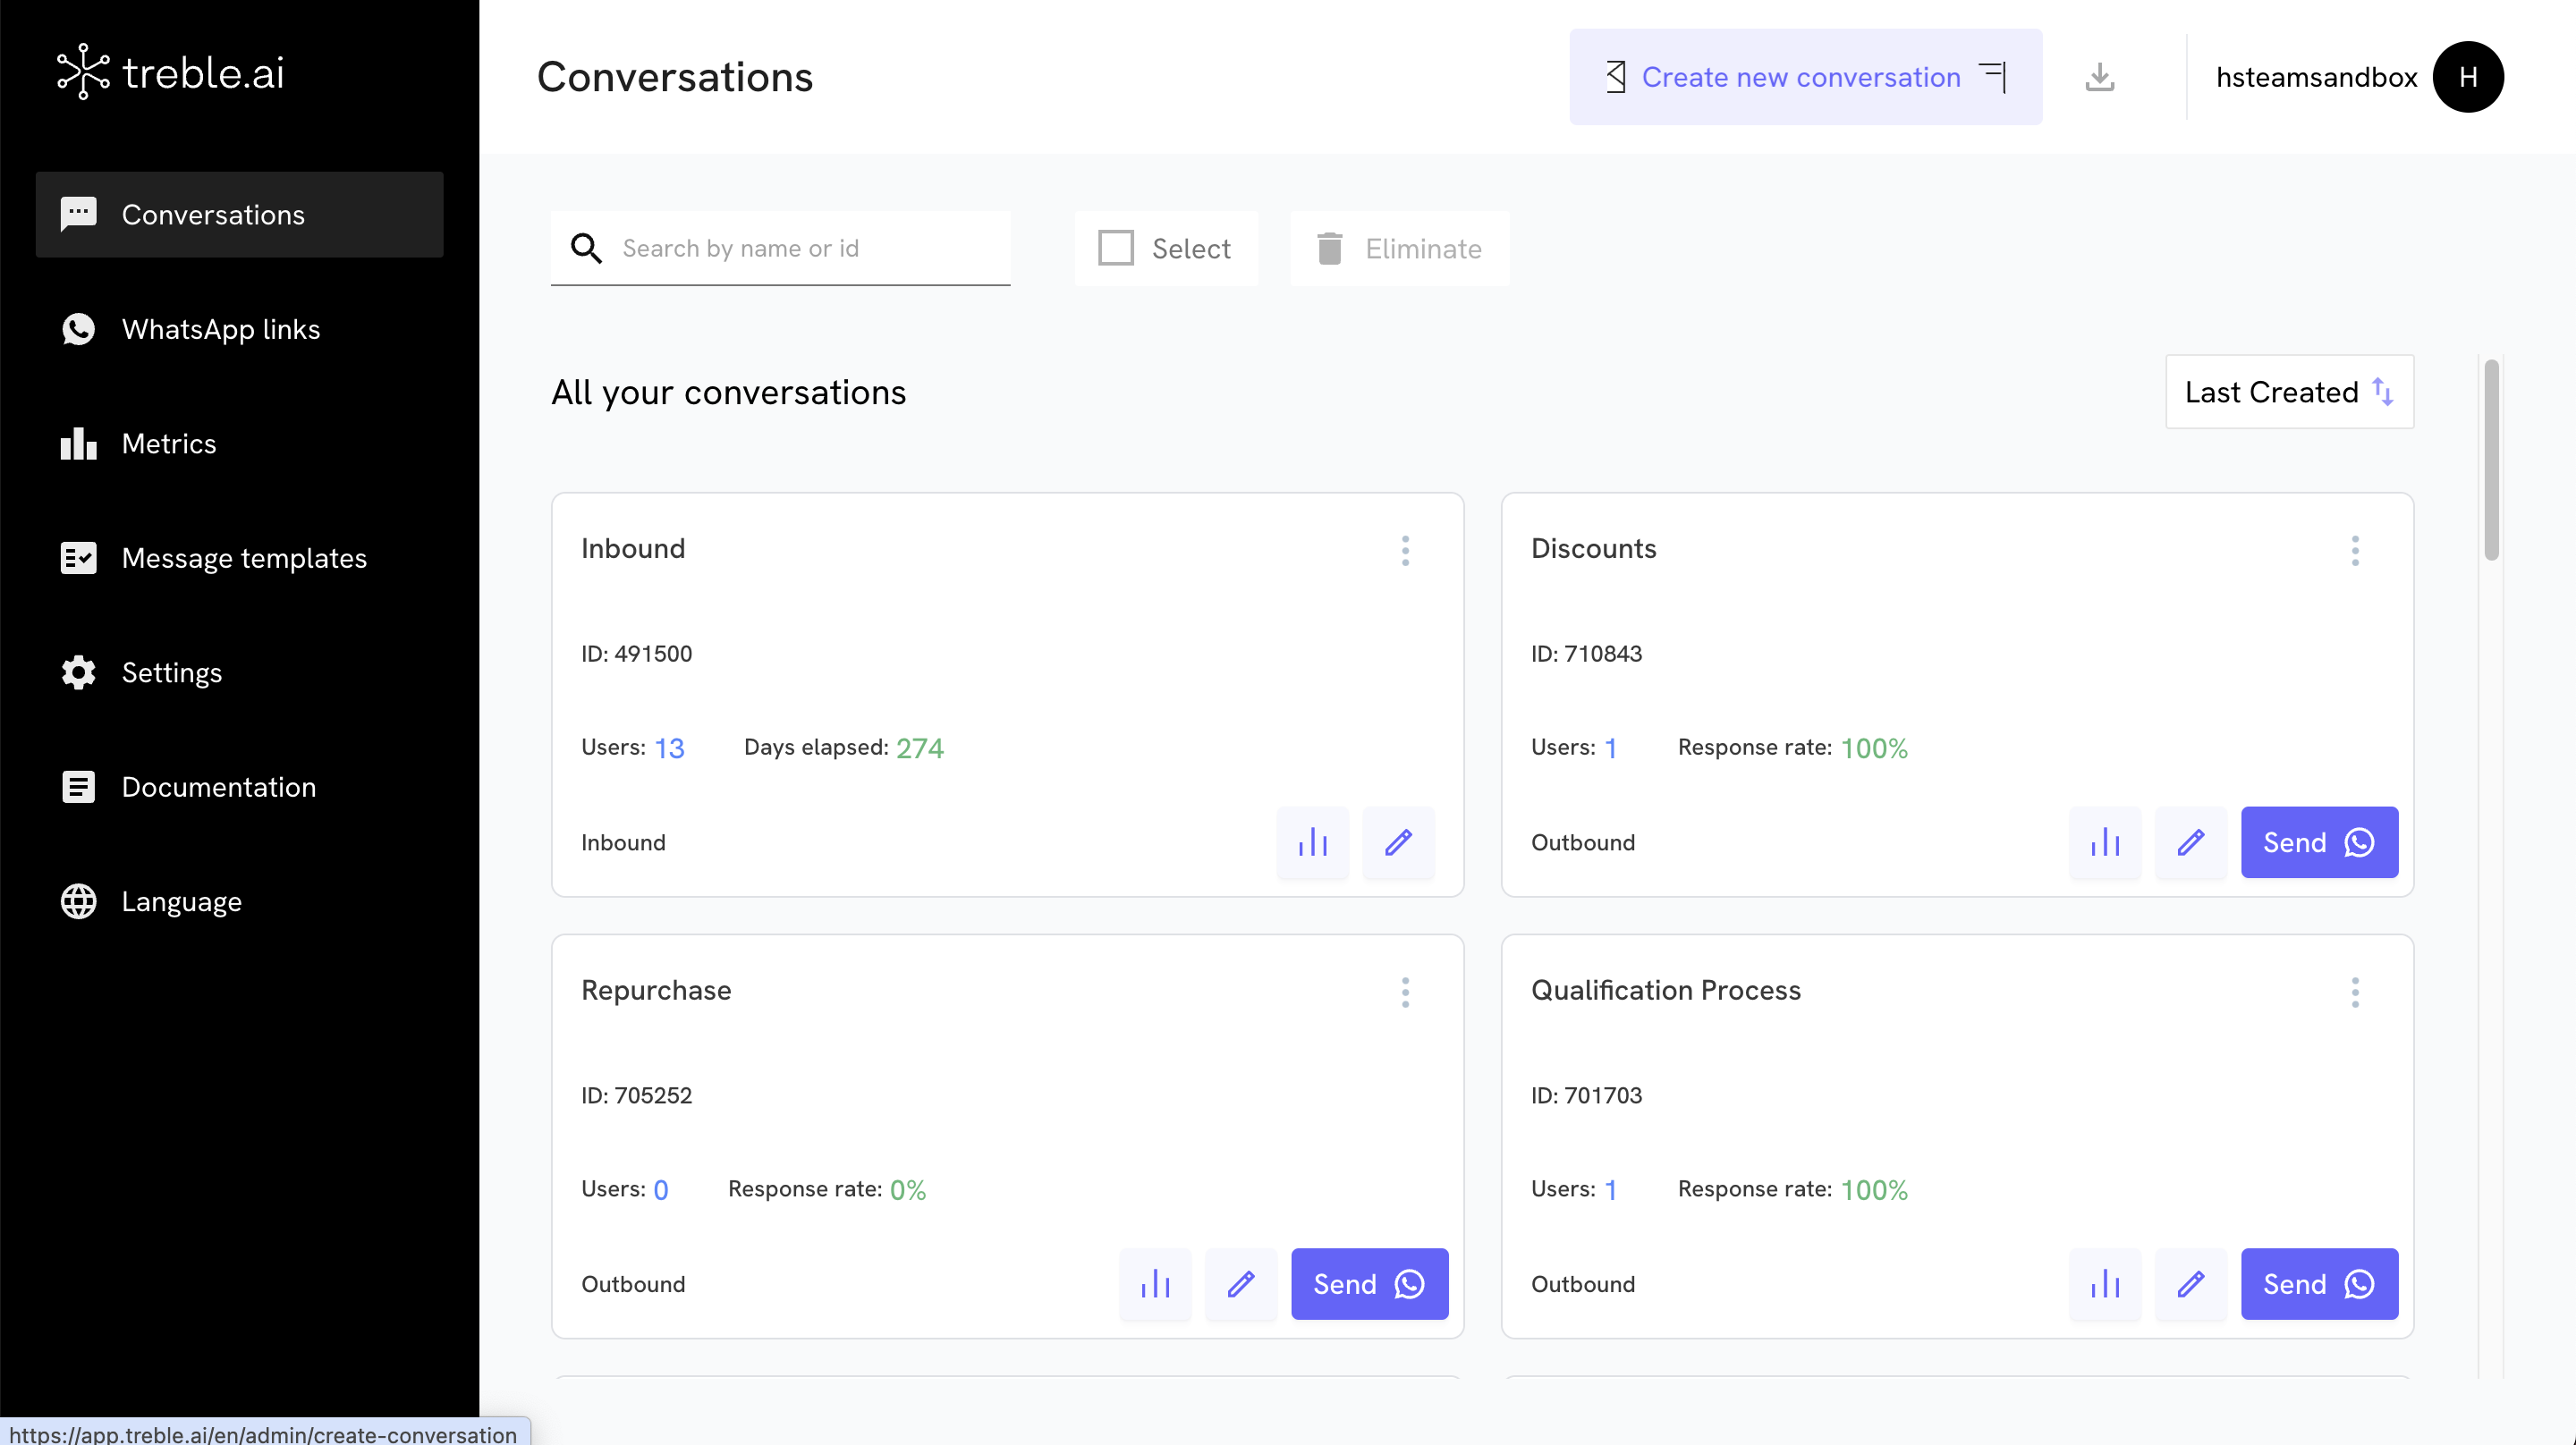 treble.ai
Conversations
WhatsApp links
Metrics
Message templates
Settings
Documentation
Language
Conversations
Create new conversation
hsteamsandbox
H
Search by name or id
Select
Eliminate
All your conversations
Last Created
Inbound
ID: 491500
Users: 13 Days elapsed: 274
Inbound
Discounts
ID: 710843
Users: 1 Response rate: 100%
Outbound
Send
Repurchase
ID: 705252
Users: 0 Response rate: 0%
Outbound
Send
Qualification Process
ID: 701703
Users: 1 Response rate: 100%
Outbound
Send
https://app.treble.ai/en/admin/create-conversation